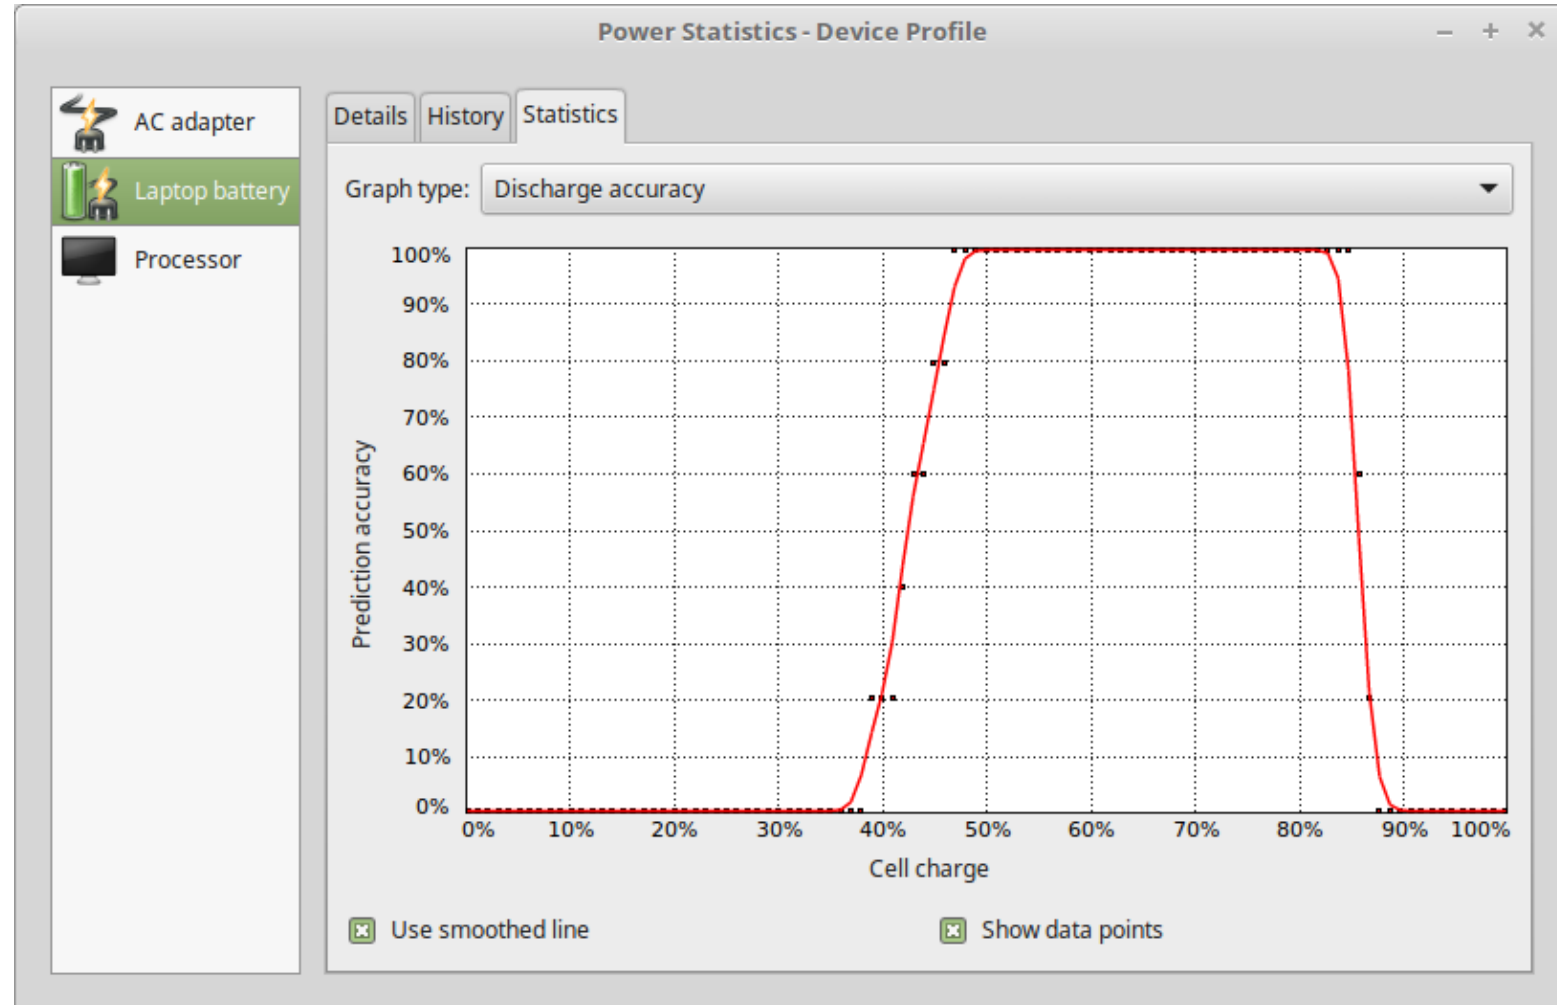 Power Statistics - Device Profile
AC adapter
Laptop battery
Processor
Details History Statistics
Graph type: Discharge accuracy
Prediction accuracy
100%
90%
80%
70%
60%
50%
40%
30%
20%
10%
0%
0% 10% 20% 30% 40% 50% 60% 70% 80% 90% 100%
Cell charge
Use smoothed line
Show data points